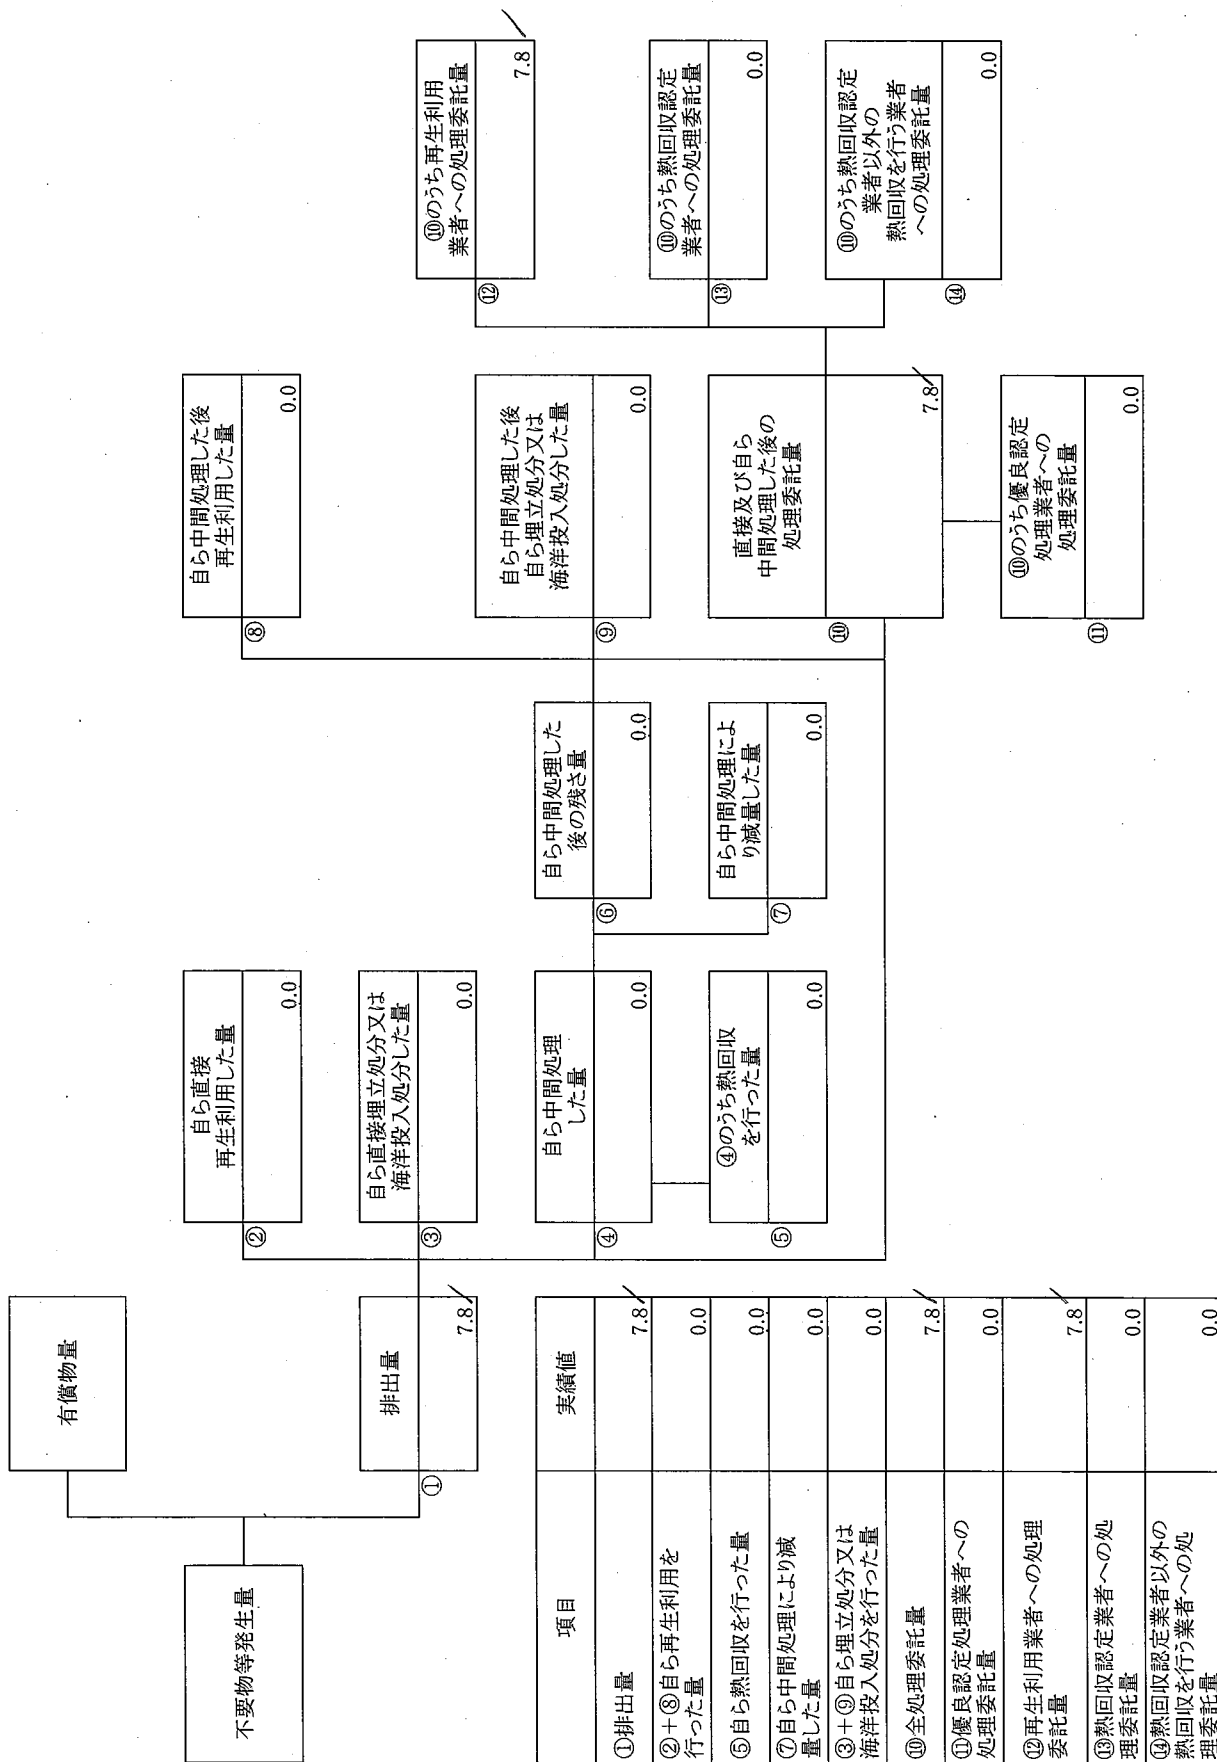 不要物等発生量
有償物量
①
排出量
7.8
②
自ら直接
再生利用した量
0.0
③
自ら直接埋立処分又は
海洋投入処分した量
0.0
④
自ら中間処理
した量
0.0
⑤
④のうち熱回収
を行った量
0.0
⑥
自ら中間処理した
後の残さ量
0.0
⑦
自ら中間処理によ
り減量した量
0.0
⑧
自ら中間処理した後
再生利用した量
0.0
⑨
自ら中間処理した後
自ら埋立処分又は
海洋投入処分した量
0.0
⑩
直接及び自ら
中間処理した後の
処理委託量
7.8
⑪
⑩のうち優良認定
処理業者への
処理委託量
0.0
⑫
⑩のうち再生利用
業者への処理委託量
7.8
⑬
⑩のうち熱回収認定
業者への処理委託量
0.0
⑭
⑩のうち熱回収認定
業者以外の
熱回収を行う業者
への処理委託量
0.0
項目 実績値
①排出量 7.8
②+⑧自ら再生利用を
行った量 0.0
⑤自ら熱回収を行った量 0.0
⑦自ら中間処理により減
量した量 0.0
③+⑨自ら埋立処分又は
海洋投入処分を行った量 0.0
⑩全処理委託量 7.8
⑪優良認定処理業者への
処理委託量 0.0
⑫再生利用業者への処理
委託量 7.8
⑬熱回収認定業者への処
理委託量 0.0
⑭熱回収認定業者以外の
熱回収を行う業者への処
理委託量 0.0